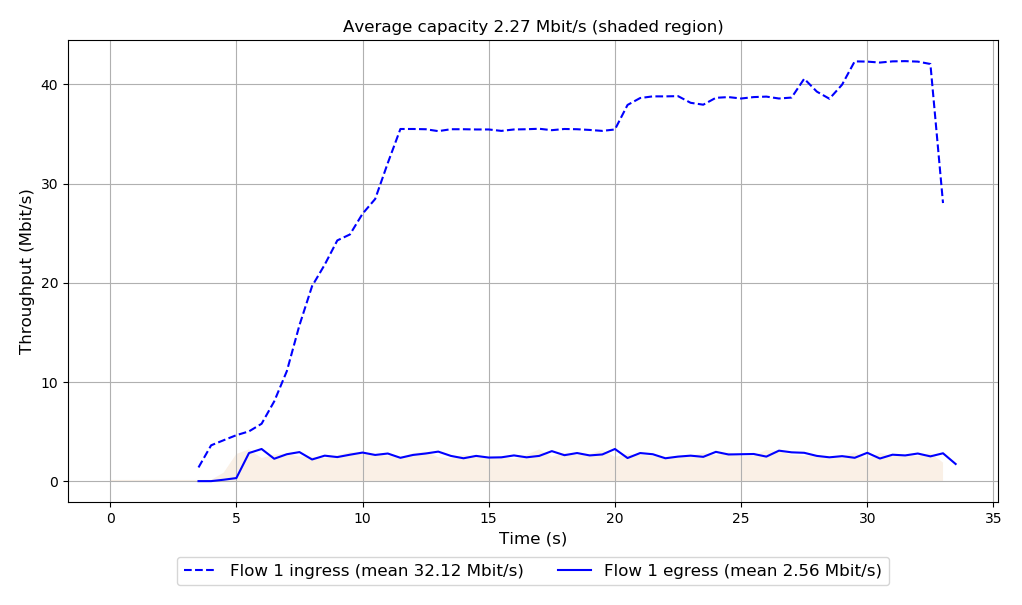 Average capacity 2.27 Mbit/s (shaded region)
Throughput (Mbit/s)
40
30
20
10
0
0 5 10 15 20 25 30 35
Time (s)
Flow 1 ingress (mean 32.12 Mbit/s) Flow 1 egress (mean 2.56 Mbit/s)